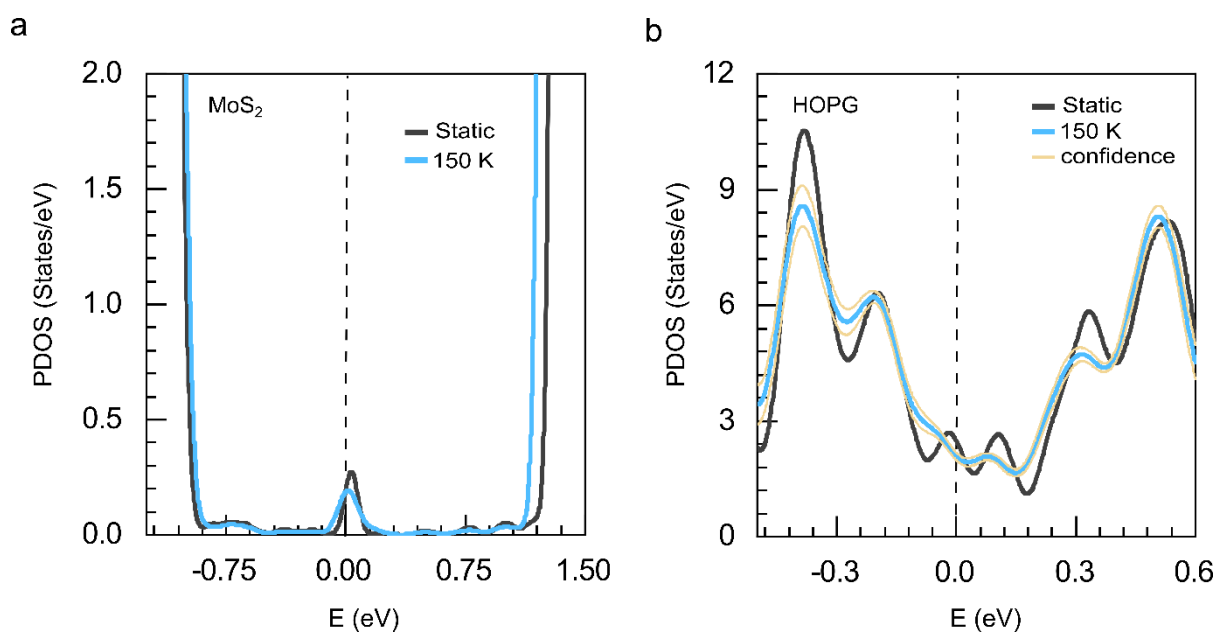 a
MoS₂
Static
150 K
PDOS (States/eV)
2.0
1.5
1.0
0.5
0.0
-0.75
0.00
0.75
1.50
E (eV)
b
HOPG
Static
150 K
confidence
PDOS (States/eV)
12
9
6
3
0
-0.3
0.0
0.3
0.6
E (eV)